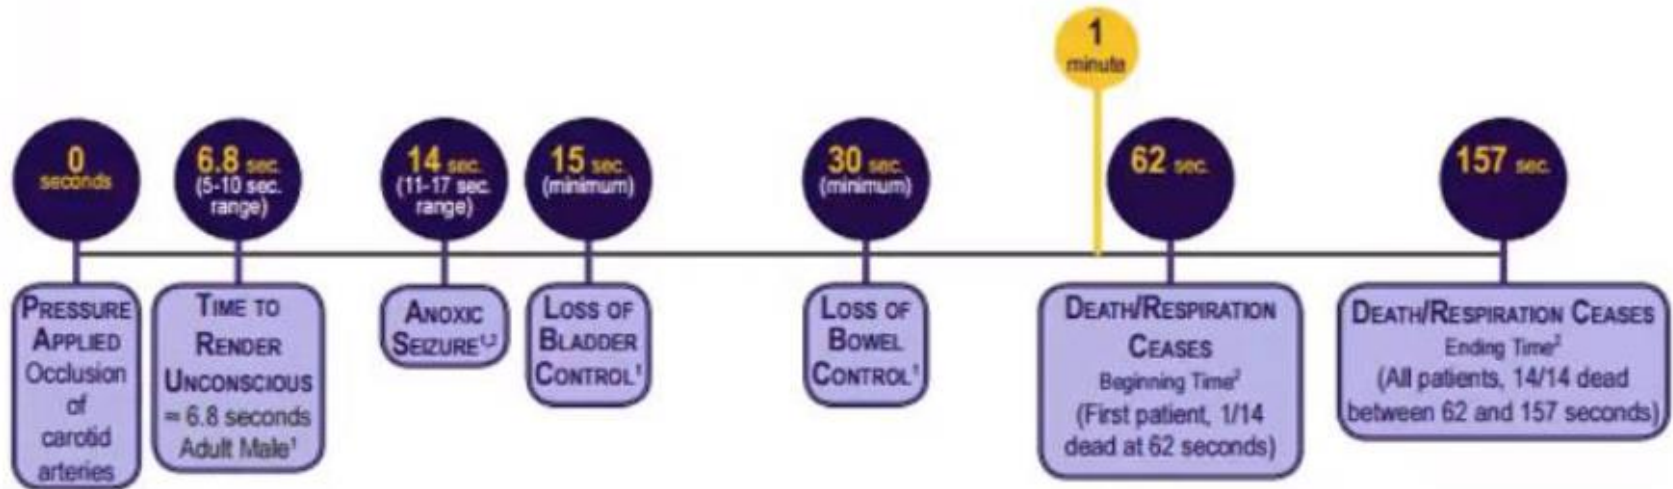 1
minute
0
seconds
6.8 sec.
(5-10 sec.
range)
14 sec.
(11-17 sec.
range)
15 sec.
(minimum)
30 sec.
(minimum)
62 sec.
157 sec.
PRESSURE
APPLIED
Occlusion
of
carotid
arteries
TIME TO
RENDER
UNCONSCIOUS
= 6.8 seconds
Adult Male¹
ANOXIC
SEIZURE¹,²
LOSS OF
BLADDER
CONTROL¹
LOSS OF
BOWEL
CONTROL¹
DEATH/RESPIRATION
CEASES
Beginning Time²
(First patient, 1/14
dead at 62 seconds)
DEATH/RESPIRATION CEASES
Ending Time²
(All patients, 14/14 dead
between 62 and 157 seconds)